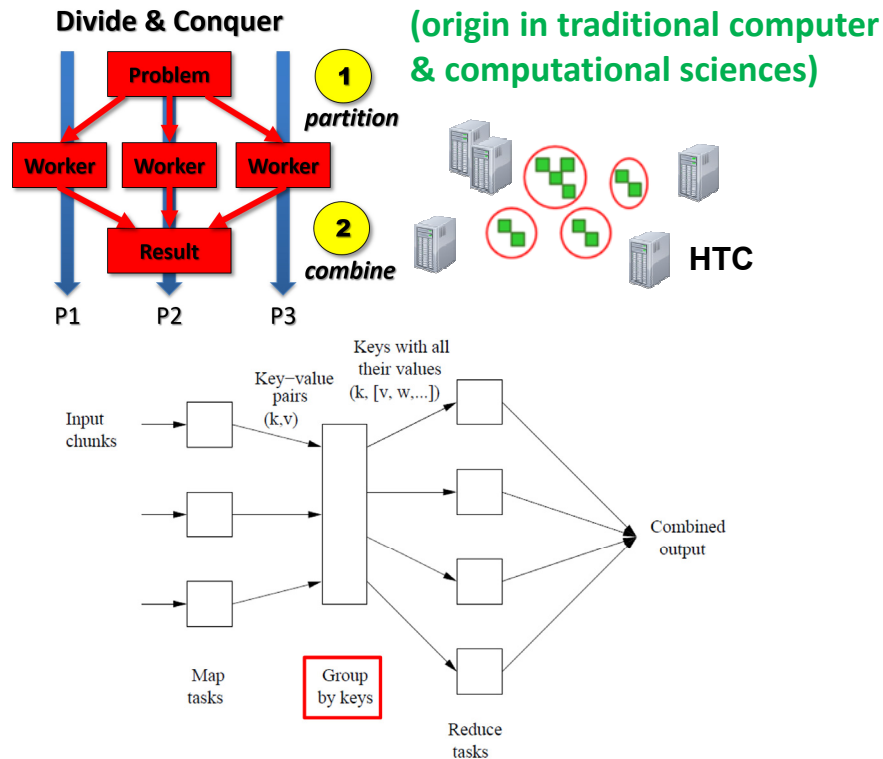 Divide & Conquer
(origin in traditional computer
& computational sciences)
Problem
1
partition
Worker
Worker
Worker
2
combine
Result
HTC
P1
P2
P3
Keys with all
their values
(k, [v, w,...])
Key−value
pairs
(k,v)
Input
chunks
Combined
output
Map
tasks
Group
by keys
Reduce
tasks